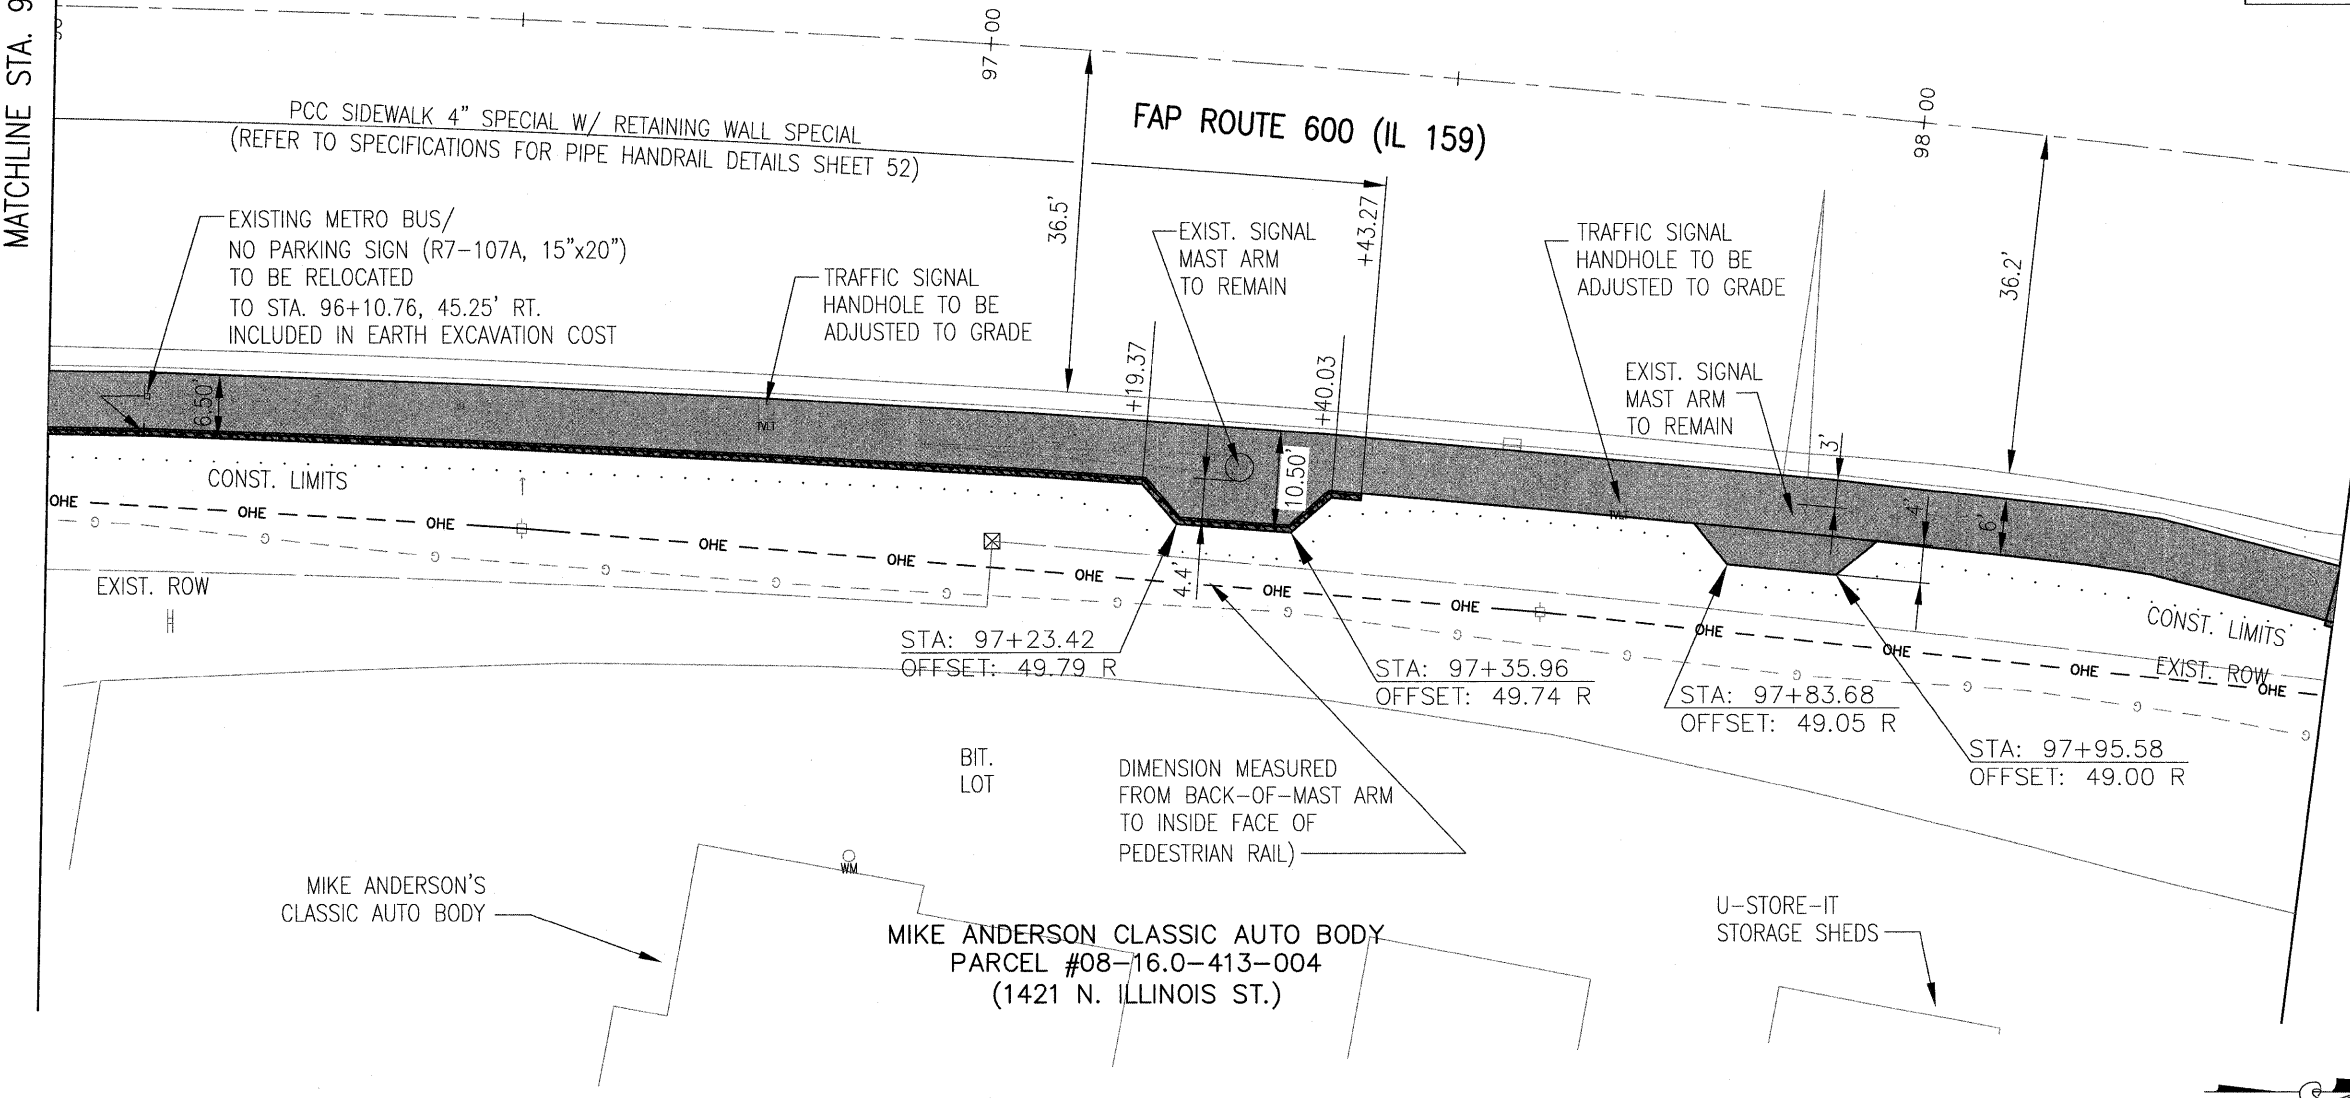 MATCHLINE STA. 9
97+00
98+00
PCC SIDEWALK 4" SPECIAL W/ RETAINING WALL SPECIAL
(REFER TO SPECIFICATIONS FOR PIPE HANDRAIL DETAILS SHEET 52)
FAP ROUTE 600 (IL 159)
36.5'
36.2'
+43.27
EXISTING METRO BUS/
NO PARKING SIGN (R7-107A, 15"x20")
TO BE RELOCATED
TO STA. 96+10.76, 45.25' RT.
INCLUDED IN EARTH EXCAVATION COST
TRAFFIC SIGNAL
HANDHOLE TO BE
ADJUSTED TO GRADE
EXIST. SIGNAL
MAST ARM
TO REMAIN
TRAFFIC SIGNAL
HANDHOLE TO BE
ADJUSTED TO GRADE
EXIST. SIGNAL
MAST ARM
TO REMAIN
+19.37
+40.03
6.50'
10.50'
3'
4'
6'
4.4'
CONST. LIMITS
OHE
OHE
OHE
OHE
OHE
OHE
OHE
OHE
OHE
OHE
OHE
OHE
G
G
G
G
G
G
G
G
G
G
G
G
G
G
EXIST. ROW
CONST. LIMITS
EXIST. ROW
STA: 97+23.42
OFFSET: 49.79 R
STA: 97+35.96
OFFSET: 49.74 R
STA: 97+83.68
OFFSET: 49.05 R
STA: 97+95.58
OFFSET: 49.00 R
BIT.
LOT
DIMENSION MEASURED
FROM BACK-OF-MAST ARM
TO INSIDE FACE OF
PEDESTRIAN RAIL)
WM
MIKE ANDERSON'S
CLASSIC AUTO BODY
MIKE ANDERSON CLASSIC AUTO BODY
PARCEL #08-16.0-413-004
(1421 N. ILLINOIS ST.)
U-STORE-IT
STORAGE SHEDS